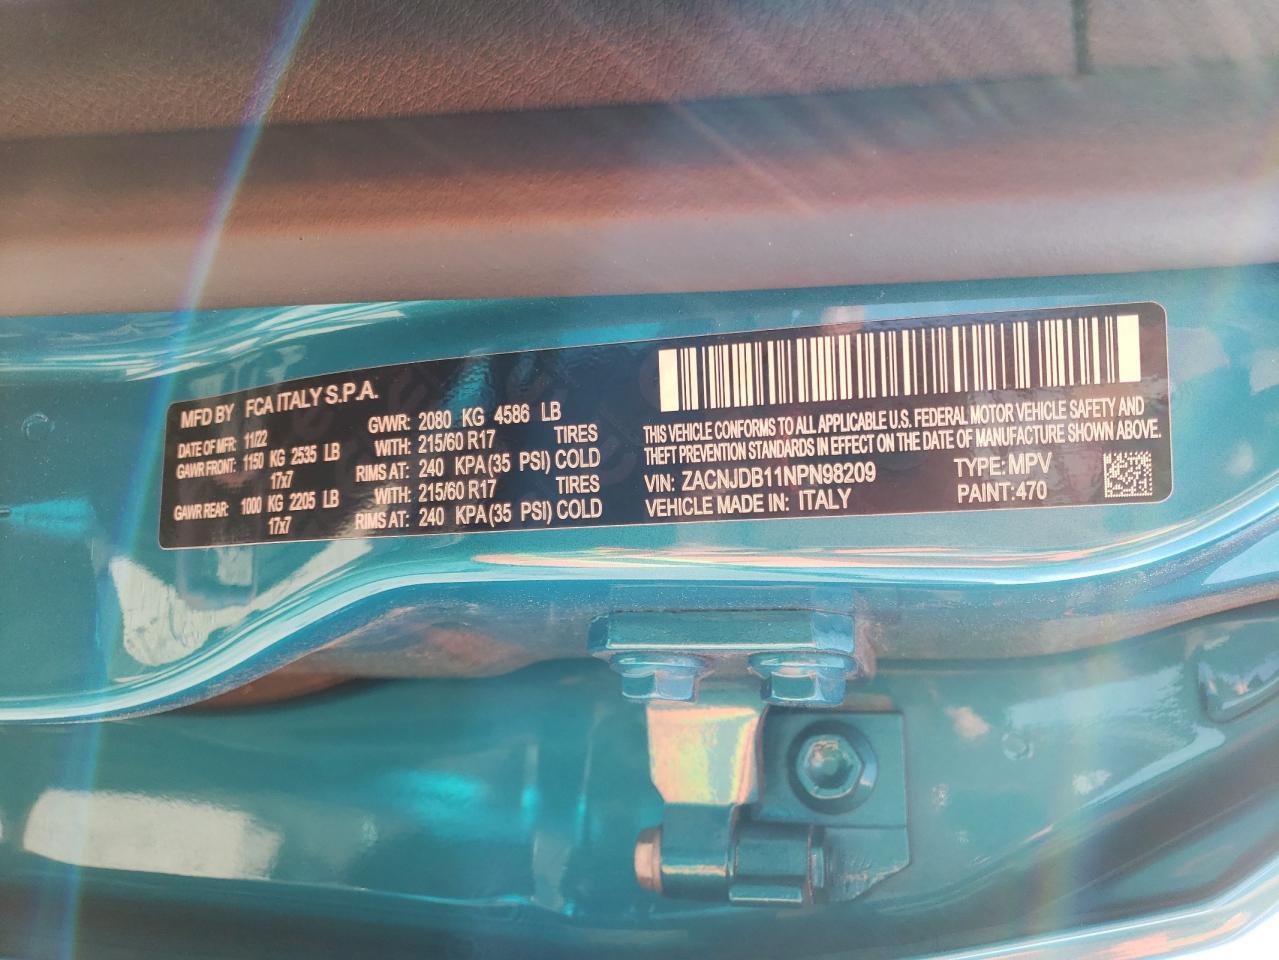 MFD BY FCA ITALY S.P.A.
DATE OF MFR: 11/22 GVWR: 2080 KG 4586 LB
GAWR FRONT: 1150 KG 2535 LB WITH: 215/60 R17 TIRES
17x7 RIMS AT: 240 KPA (35 PSI) COLD
GAWR REAR: 1000 KG 2205 LB WITH: 215/60 R17 TIRES
17x7 RIMS AT: 240 KPA (35 PSI) COLD
THIS VEHICLE CONFORMS TO ALL APPLICABLE U.S. FEDERAL MOTOR VEHICLE SAFETY AND
THEFT PREVENTION STANDARDS IN EFFECT ON THE DATE OF MANUFACTURE SHOWN ABOVE.
VIN: ZACNJDB11NPN98209 TYPE: MPV
VEHICLE MADE IN: ITALY PAINT: 470